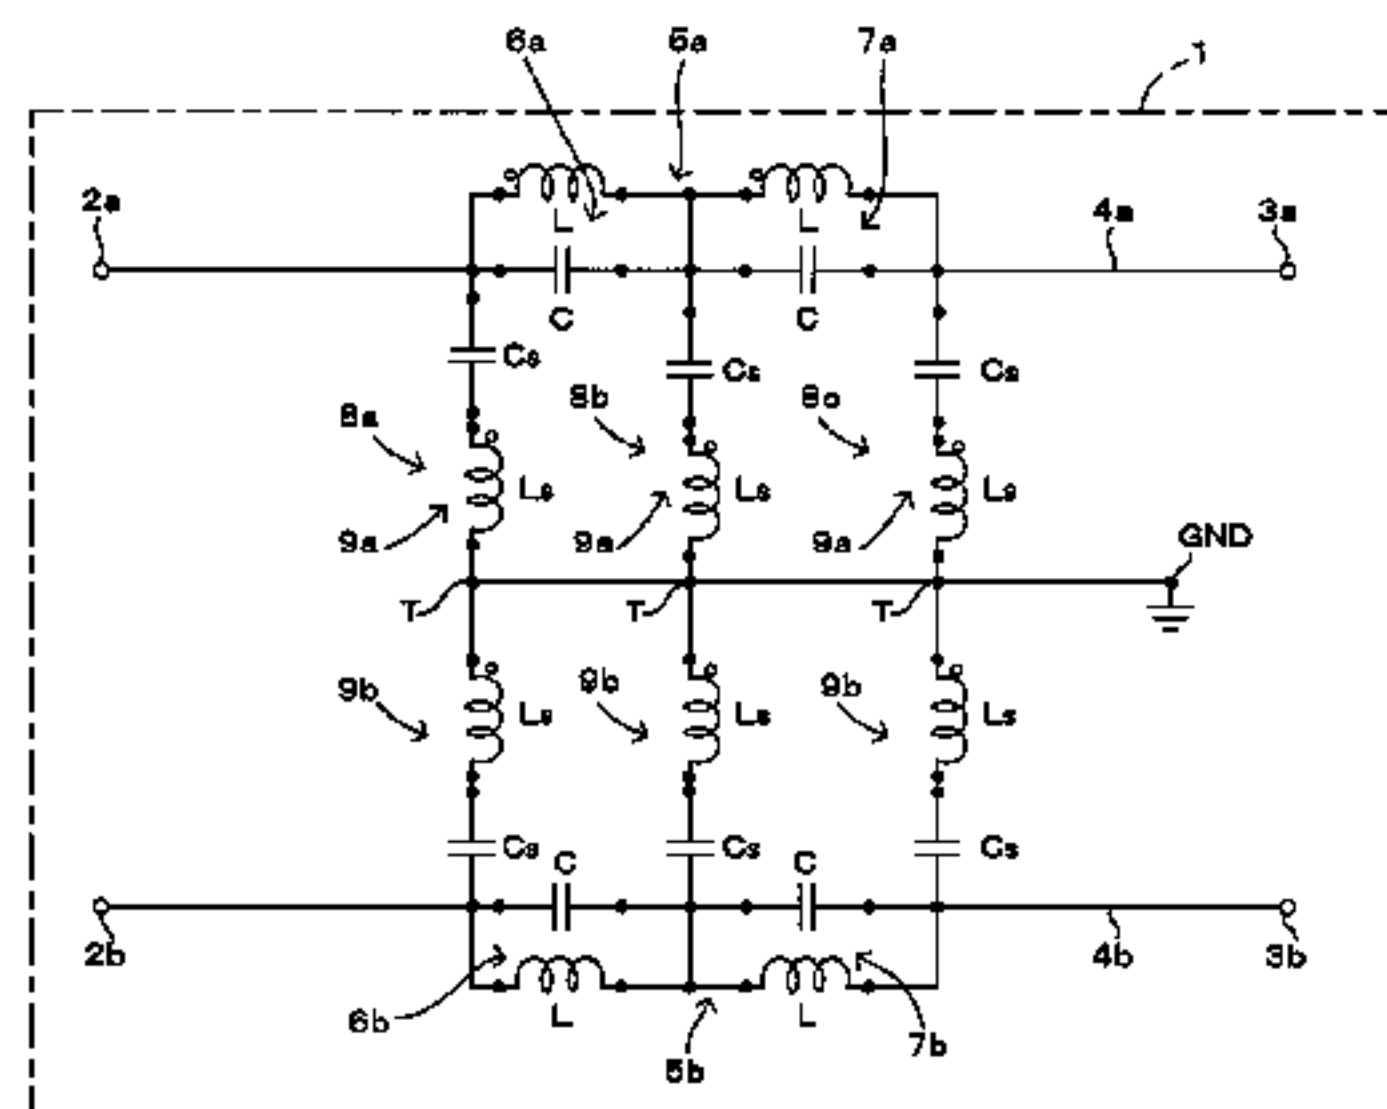 6a 5a 7a 1
2a L L 4a 3a
C C
Cs Cs Cs
8a 8b 8c
Ls Ls Ls
9a 9a 9a GND
T T T
9b 9b 9b
Ls Ls Ls
Cs C Cs C Cs
2b 4b 3b
6b L L 7b
5b